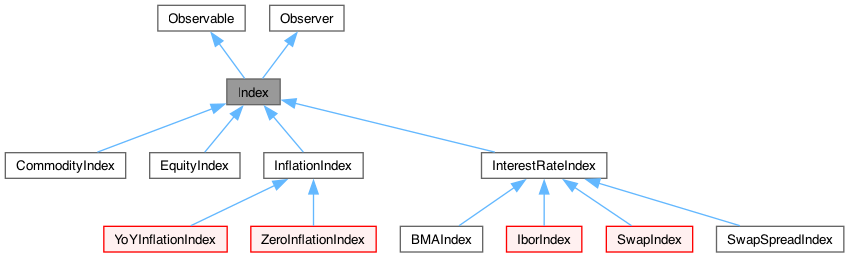 Observable
Observer
Index
CommodityIndex
EquityIndex
InflationIndex
InterestRateIndex
YoYInflationIndex
ZeroInflationIndex
BMAIndex
IborIndex
SwapIndex
SwapSpreadIndex